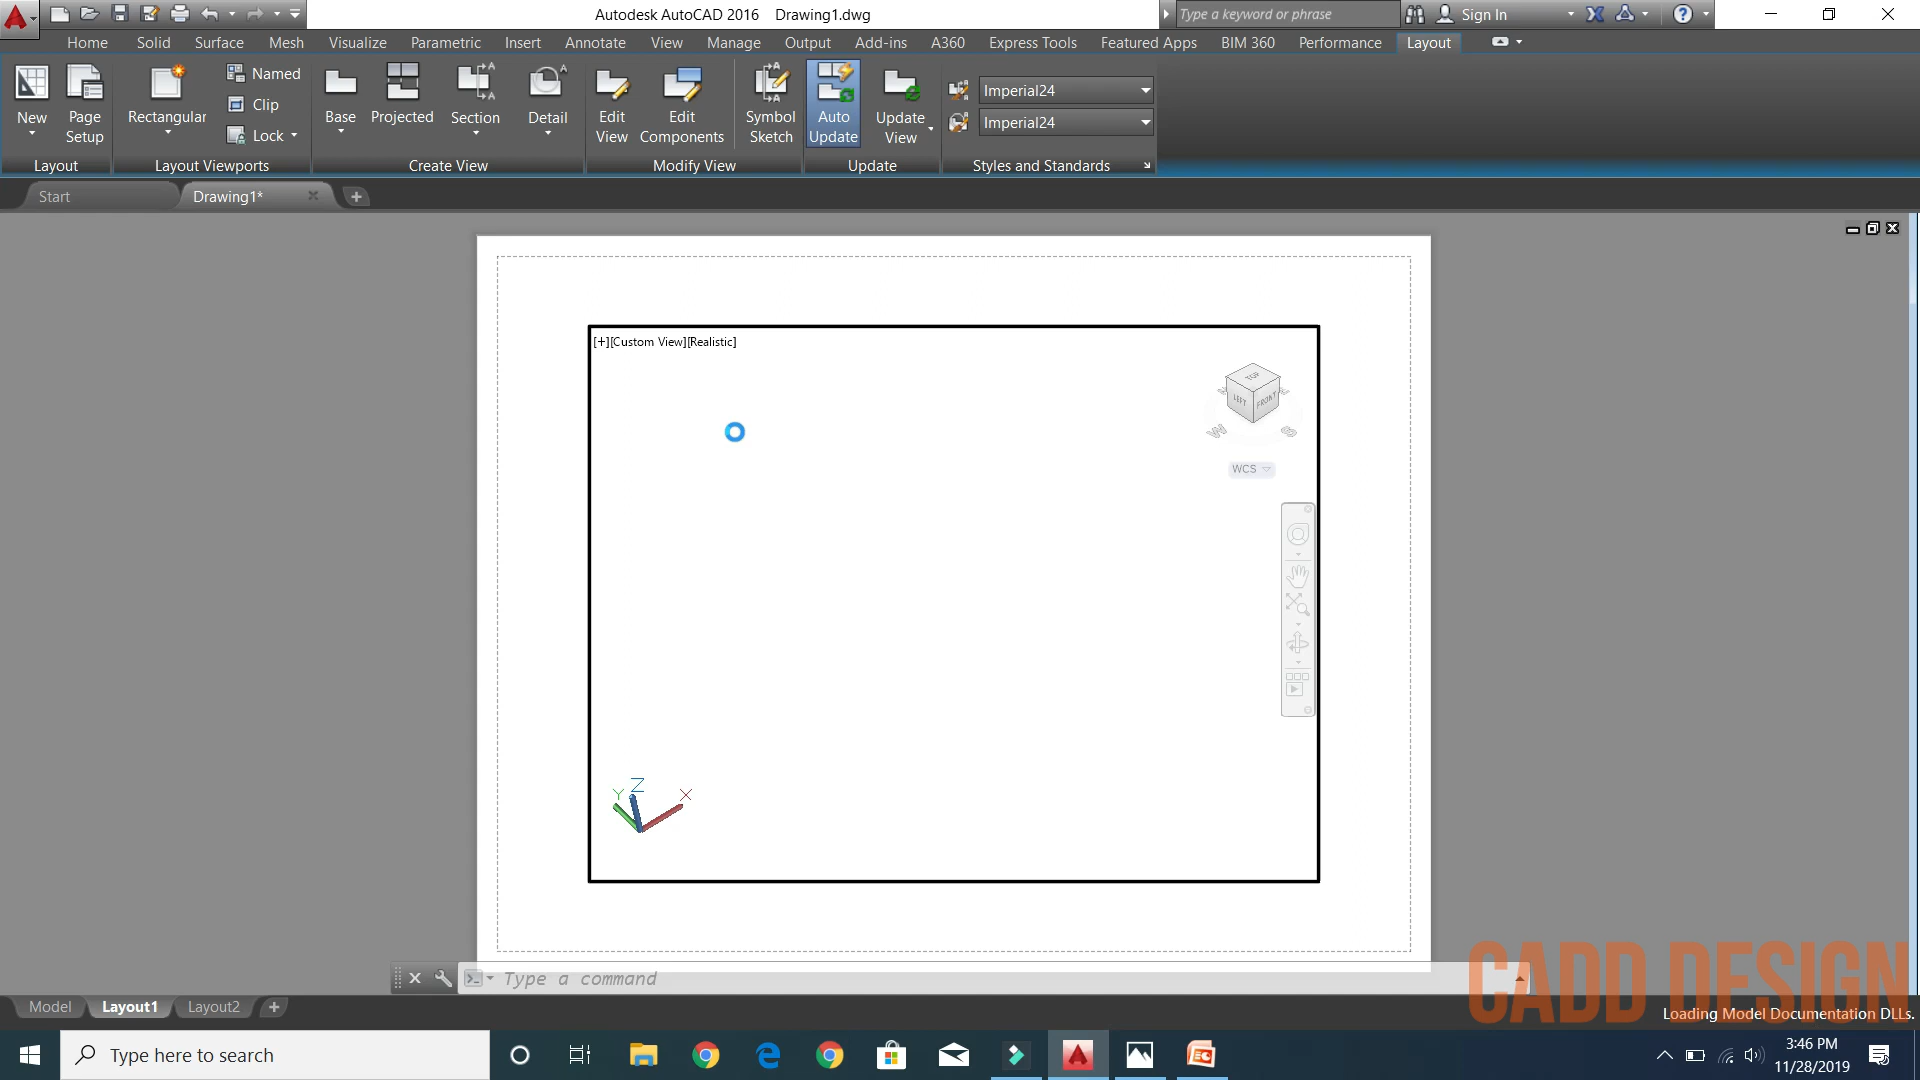 Autodesk AutoCAD 2016 Drawing1.dwg
Type a keyword or phrase
Sign In
Home Solid Surface Mesh Visualize Parametric Insert Annotate View Manage Output Add-ins A360 Express Tools Featured Apps BIM 360 Performance Layout
New
Page
Setup
Rectangular
Named
Clip
Lock
Base
Projected
Section
Detail
Edit
View
Edit
Components
Symbol
Sketch
Auto
Update
Update
View
Imperial24
Imperial24
Layout
Layout Viewports
Create View
Modify View
Update
Styles and Standards
Start
Drawing1*
[+][Custom View][Realistic]
TOP
LEFT
FRONT
W
S
WCS
Y
Z
X
Type a command
CADD DESIGN
Model
Layout1
Layout2
Loading Model Documentation DLLs.
Type here to search
3:46 PM
11/28/2019